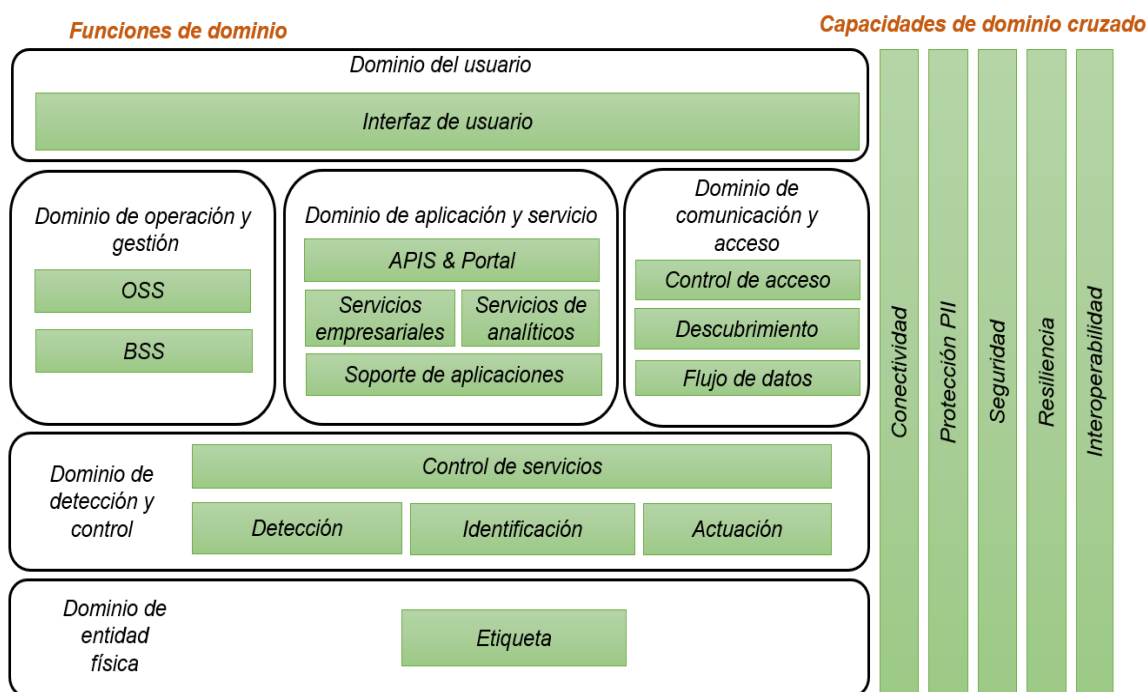 Funciones de dominio
Capacidades de dominio cruzado
Dominio del usuario
Interfaz de usuario
Dominio de operación y
gestión
OSS
BSS
Dominio de aplicación y servicio
APIS & Portal
Servicios
empresariales
Servicios de
analíticos
Soporte de aplicaciones
Dominio de
comunicación y
acceso
Control de acceso
Descubrimiento
Flujo de datos
Dominio de
detección y
control
Control de servicios
Detección
Identificación
Actuación
Dominio de
entidad
física
Etiqueta
Conectividad
Protección PII
Seguridad
Resiliencia
Interoperabilidad